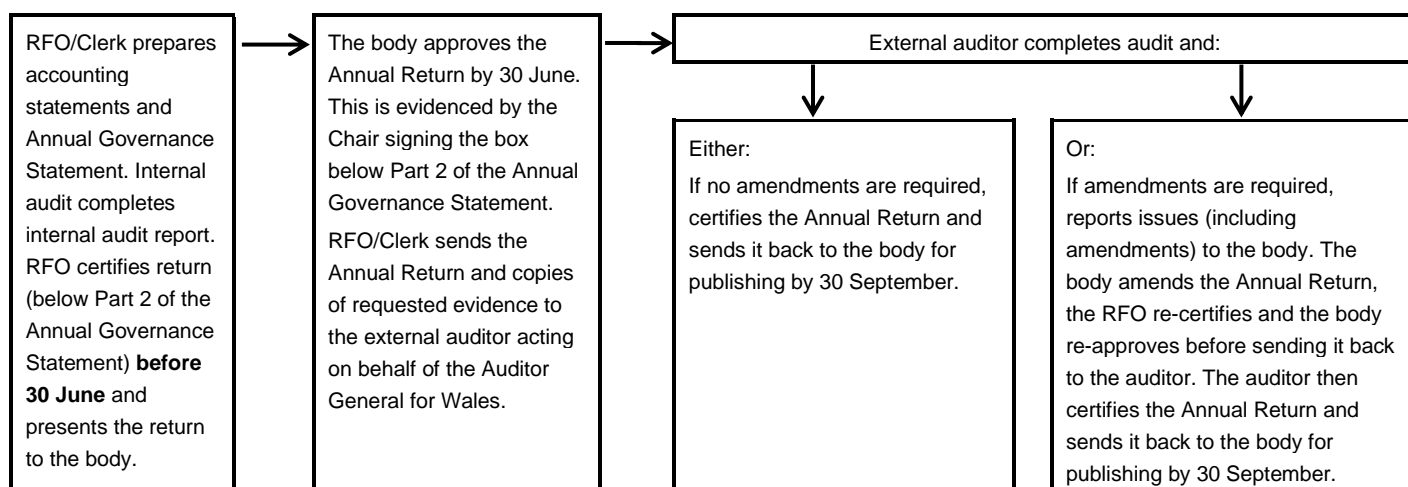 RFO/Clerk prepares
accounting
statements and
Annual Governance
Statement. Internal
audit completes
internal audit report.
RFO certifies return
(below Part 2 of the
Annual Governance
Statement) before
30 June and
presents the return
to the body.
The body approves the
Annual Return by 30 June.
This is evidenced by the
Chair signing the box
below Part 2 of the Annual
Governance Statement.
RFO/Clerk sends the
Annual Return and copies
of requested evidence to
the external auditor acting
on behalf of the Auditor
General for Wales.
External auditor completes audit and:
Either:
If no amendments are required,
certifies the Annual Return and
sends it back to the body for
publishing by 30 September.
Or:
If amendments are required,
reports issues (including
amendments) to the body. The
body amends the Annual Return,
the RFO re-certifies and the body
re-approves before sending it back
to the auditor. The auditor then
certifies the Annual Return and
sends it back to the body for
publishing by 30 September.